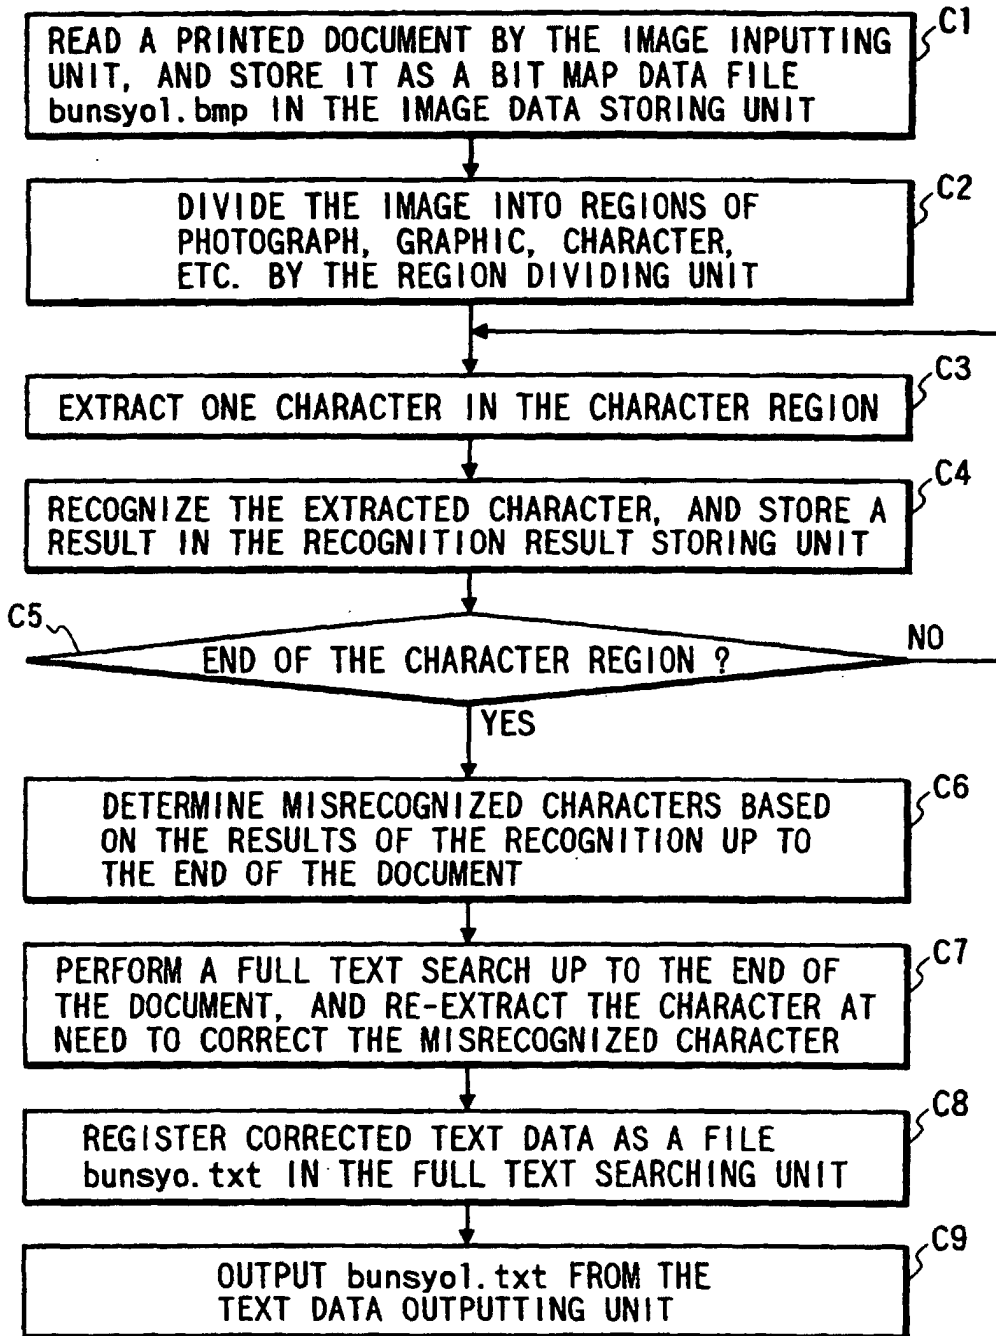 C1
READ A PRINTED DOCUMENT BY THE IMAGE INPUTTING
UNIT, AND STORE IT AS A BIT MAP DATA FILE
bunsyo1.bmp IN THE IMAGE DATA STORING UNIT
C2
DIVIDE THE IMAGE INTO REGIONS OF
PHOTOGRAPH, GRAPHIC, CHARACTER,
ETC. BY THE REGION DIVIDING UNIT
C3
EXTRACT ONE CHARACTER IN THE CHARACTER REGION
C4
RECOGNIZE THE EXTRACTED CHARACTER, AND STORE A
RESULT IN THE RECOGNITION RESULT STORING UNIT
C5
END OF THE CHARACTER REGION ?
NO
YES
C6
DETERMINE MISRECOGNIZED CHARACTERS BASED
ON THE RESULTS OF THE RECOGNITION UP TO
THE END OF THE DOCUMENT
C7
PERFORM A FULL TEXT SEARCH UP TO THE END OF
THE DOCUMENT, AND RE-EXTRACT THE CHARACTER AT
NEED TO CORRECT THE MISRECOGNIZED CHARACTER
C8
REGISTER CORRECTED TEXT DATA AS A FILE
bunsyo.txt IN THE FULL TEXT SEARCHING UNIT
C9
OUTPUT bunsyo1.txt FROM THE
TEXT DATA OUTPUTTING UNIT